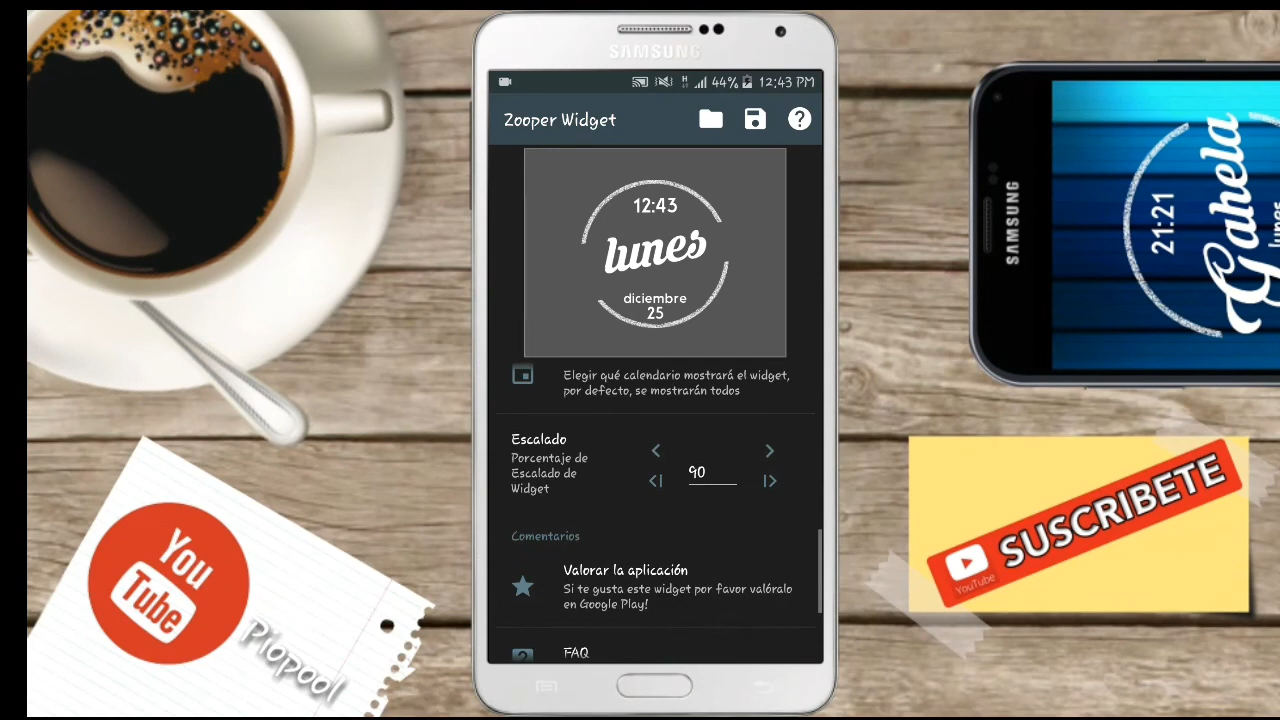 SAMSUNG
44% 12:43 PM
Zooper Widget
12:43
lunes
diciembre
25
Elegir qué calendario mostrará el widget,
por defecto, se mostrarán todos
Escalado
Porcentaje de
Escalado de
Widget
90
Comentarios
Valorar la aplicación
Si te gusta este widget por favor valóralo
en Google Play!
FAQ
SAMSUNG
21:21
Gahela
lunes
You
Tube
Piopool
SUSCRIBETE
YouTube